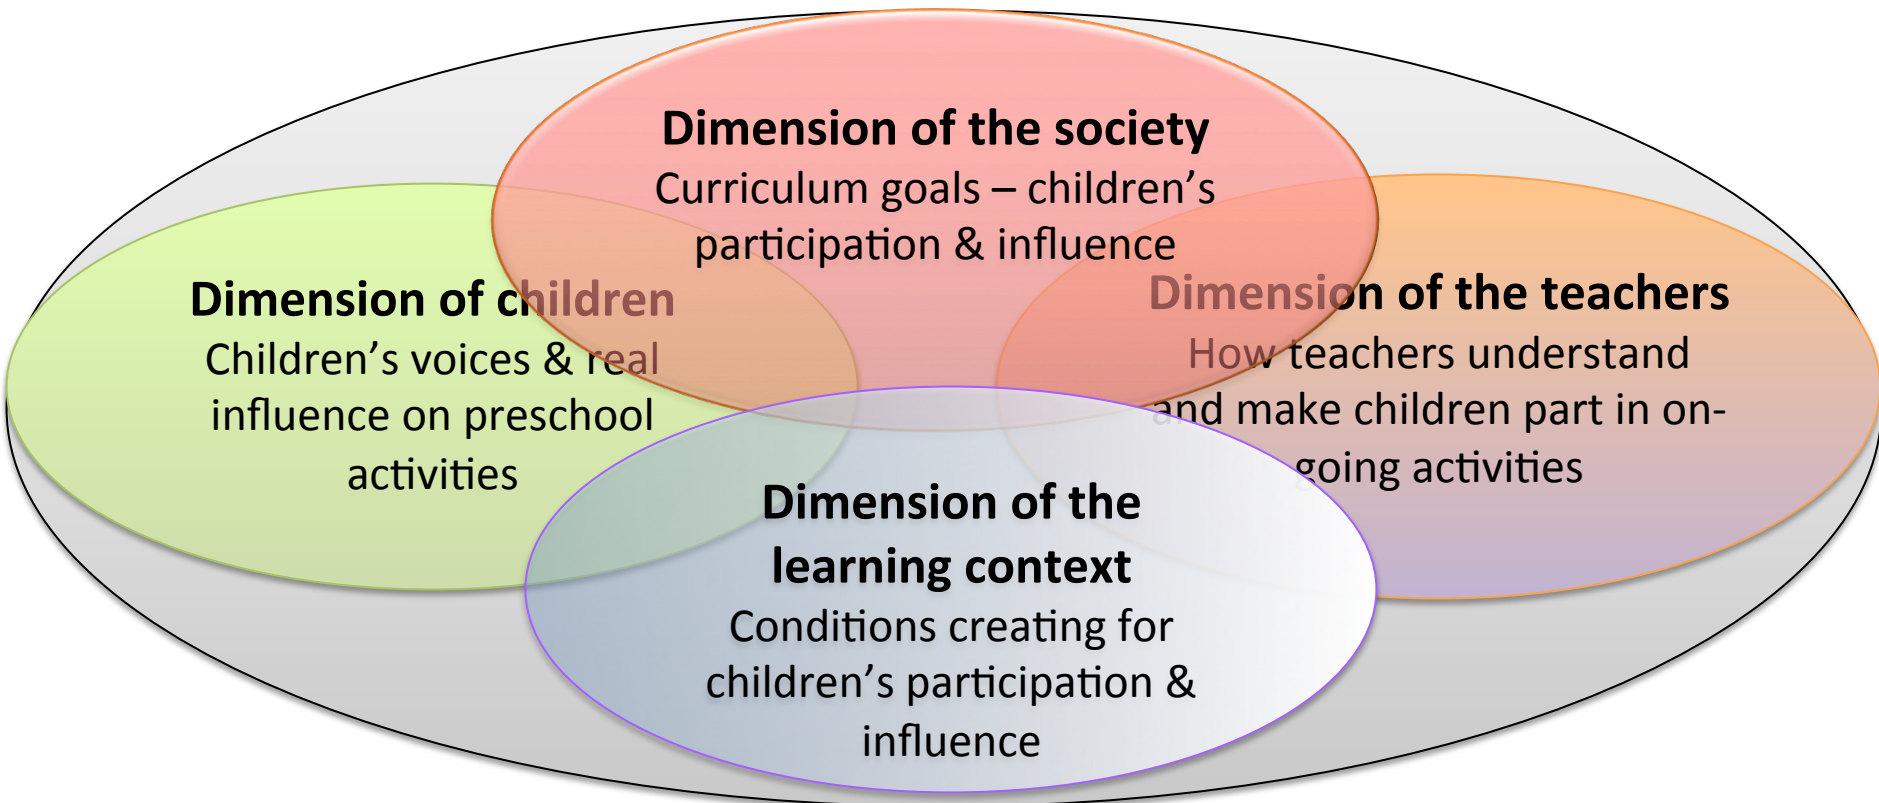 Dimension of the society
Curriculum goals – children's
participation & influence
Dimension of children
Children's voices & real
influence on preschool
activities
Dimension of the teachers
How teachers understand
and make children part in on-
going activities
Dimension of the
learning context
Conditions creating for
children's participation &
influence